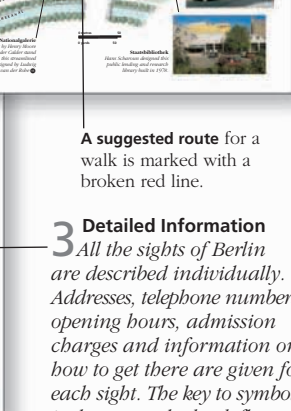 Nationalgalerie
by Henry Moore
der Calder stand
this streamlined
signed by Ludwig
van der Rohe
Staatsbibliothek
Hans Scharoun designed this
public lending and research
library built in 1978.
A suggested route for a
walk is marked with a
broken red line.
3 Detailed Information
All the sights of Berlin
are described individually.
Addresses, telephone number
opening hours, admission
charges and information o
how to get there are given fo
each sight. The key to symbo